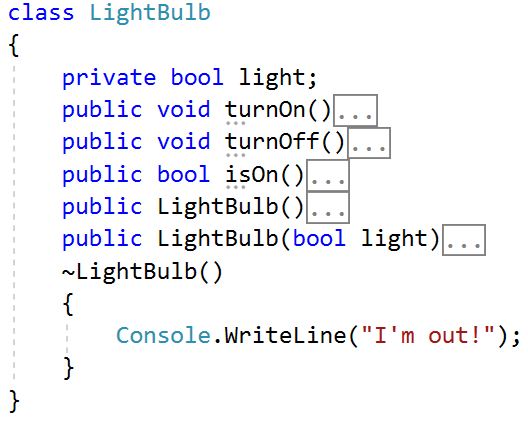 class LightBulb
{
private bool light;
public void turnOn()...
public void turnOff()...
public bool isOn()...
public LightBulb()...
public LightBulb(bool light)...
~LightBulb()
{
Console.WriteLine("I'm out!");
}
}